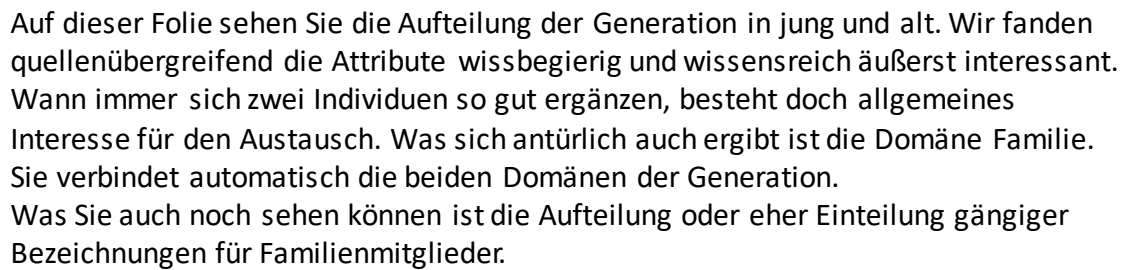 Auf dieser Folie sehen Sie die Aufteilung der Generation in jung und alt. Wir fanden
quellenübergreifend die Attribute wissbegierig und wissensreich äußerst interessant.
Wann immer sich zwei Individuen so gut ergänzen, besteht doch allgemeines
Interesse für den Austausch. Was sich antürlich auch ergibt ist die Domäne Familie.
Sie verbindet automatisch die beiden Domänen der Generation.
Was Sie auch noch sehen können ist die Aufteilung oder eher Einteilung gängiger
Bezeichnungen für Familienmitglieder.